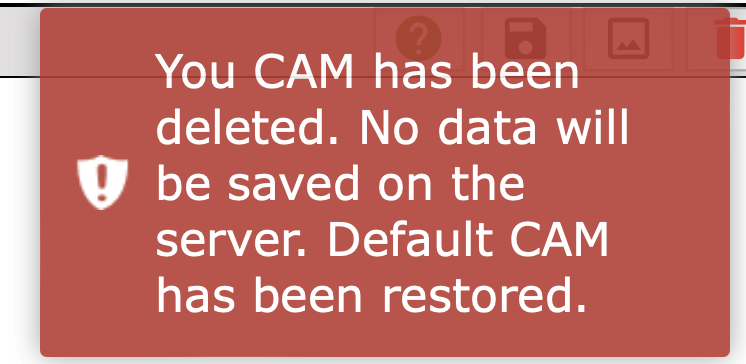 You CAM has been
deleted. No data will
be saved on the
server. Default CAM
has been restored.